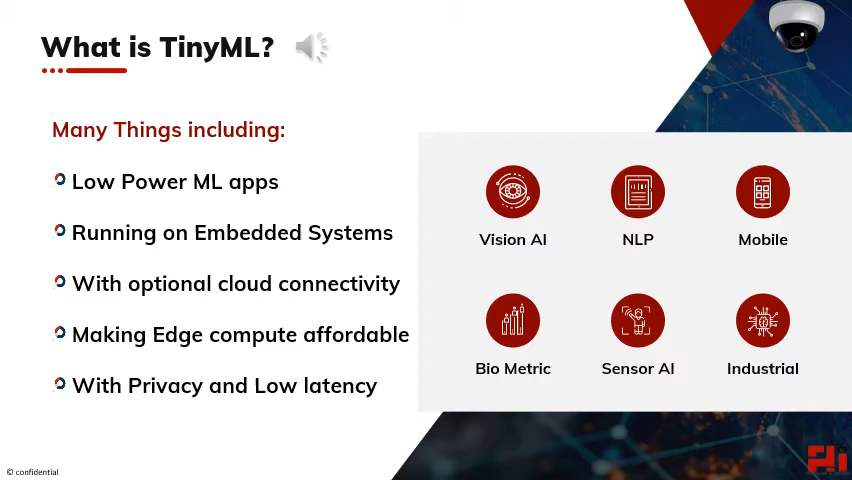 What is TinyML?
Many Things including:
Low Power ML apps
Running on Embedded Systems
With optional cloud connectivity
Making Edge compute affordable
With Privacy and Low latency
Vision AI
NLP
Mobile
Bio Metric
Sensor AI
Industrial
© confidential